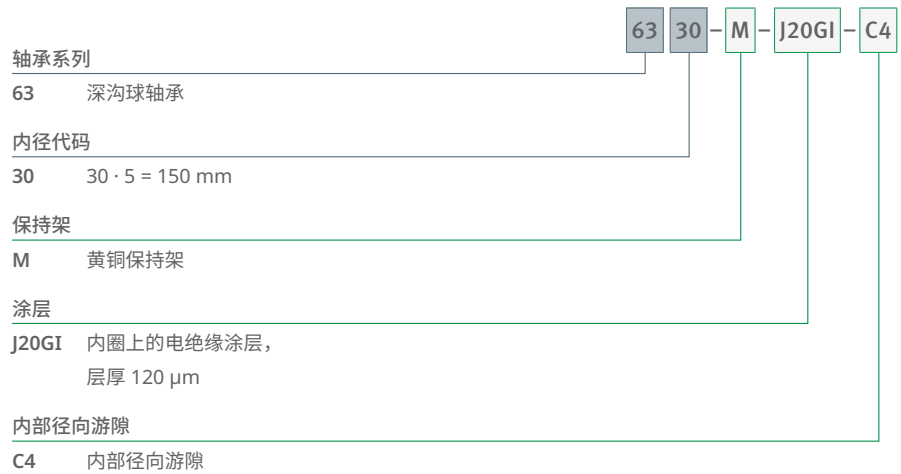 63 30 – M – J20GI – C4
轴承系列
63 深沟球轴承
内径代码
30 30 · 5 = 150 mm
保持架
M 黄铜保持架
涂层
J20GI 内圈上的电绝缘涂层，
层厚 120 μm
内部径向游隙
C4 内部径向游隙